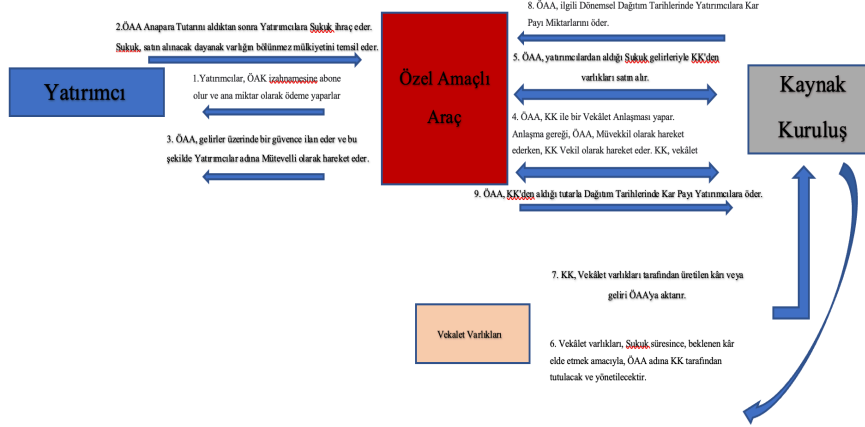 2.ÖAA Anapara Tutarını aldıktan sonra Yatırımcılara Sukuk ihraç eder.
Sukuk, satın alınacak dayanak varlığın bölünmez mülkiyetini temsil eder.
Yatırımcı
1.Yatırımcılar, ÖAK izahnamesine abone
olur ve ana miktar olarak ödeme yaparlar
3. ÖAA, gelirler üzerinde bir güvence ilan eder ve bu
şekilde Yatırımcılar adına Mütevelli olarak hareket eder.
Özel Amaçlı
Araç
8. ÖAA, ilgili Dönemsel Dağıtım Tarihlerinde Yatırımcılara Kar
Payı Miktarlarını öder.
5. ÖAA, yatırımcılardan aldığı Sukuk gelirleriyle KK'den
varlıkları satın alır.
4. ÖAA, KK ile bir Vekâlet Anlaşması yapar.
Anlaşma gereği, ÖAA, Müvekkil olarak hareket
ederken, KK Vekil olarak hareket eder. KK, vekâlet
9. ÖAA, KK'den aldığı tutarla Dağıtım Tarihlerinde Kar Payı Yatırımcılara öder.
Kaynak
Kuruluş
7. KK, Vekâlet varlıkları tarafından üretilen kârı veya
geliri ÖAA'ya aktarır.
Vekalet Varlıkları
6. Vekâlet varlıkları, Sukuk süresince, beklenen kâr
elde etmek amacıyla, ÖAA adına KK tarafından
tutulacak ve yönetilecektir.